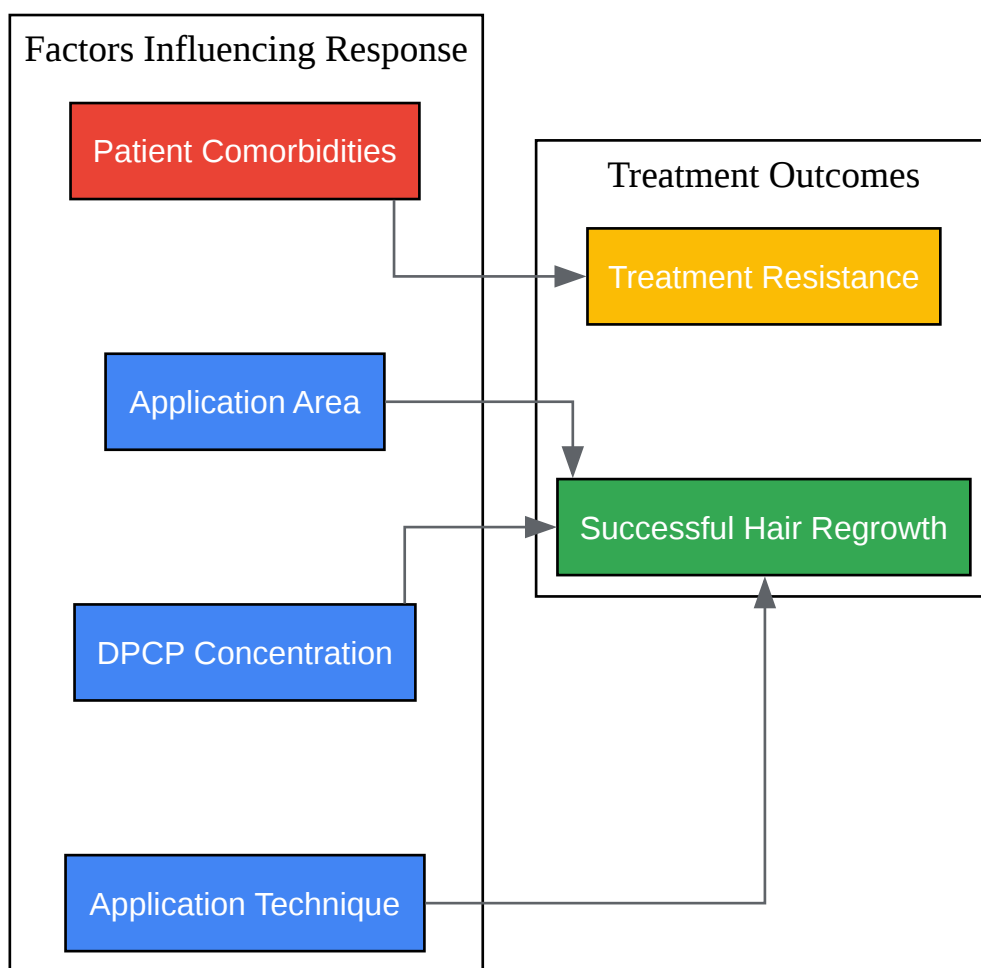 Factors Influencing Response
Patient Comorbidities
Application Area
DPCP Concentration
Application Technique
Treatment Outcomes
Treatment Resistance
Successful Hair Regrowth